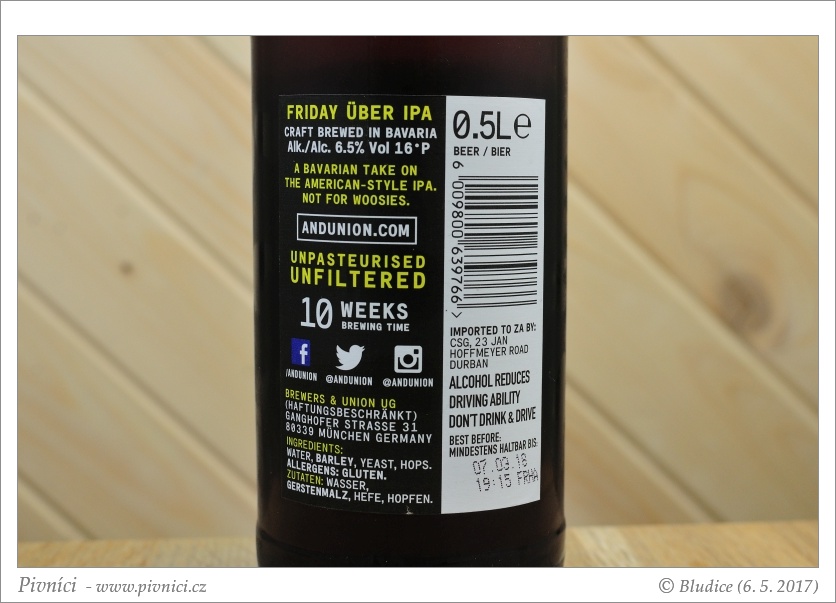 FRIDAY ÜBER IPA
CRAFT BREWED IN BAVARIA
Alk./Alc. 6.5% Vol 16°P
A BAVARIAN TAKE ON
THE AMERICAN-STYLE IPA.
NOT FOR WOOSIES.
ANDUNION.COM
UNPASTEURISED
UNFILTERED
10 WEEKS
BREWING TIME
/ANDUNION @ANDUNION @ANDUNION
BREWERS & UNION UG
(HAFTUNGSBESCHRÄNKT)
GANGHOFER STRASSE 31
80339 MÜNCHEN GERMANY
INGREDIENTS:
WATER, BARLEY, YEAST, HOPS.
ALLERGENS: GLUTEN.
ZUTATEN: WASSER,
GERSTENMALZ, HEFE, HOPFEN.
0.5L℮
BEER / BIER
6 009800 639766 >
IMPORTED TO ZA BY:
CSG, 23 JAN
HOFFMEYER ROAD
DURBAN
ALCOHOL REDUCES
DRIVING ABILITY
DON'T DRINK & DRIVE
BEST BEFORE:
MINDESTENS HALTBAR BIS:
07.03.18
19:15 FRHA
Pivníci - www.pivnici.cz
© Bludice (6. 5. 2017)